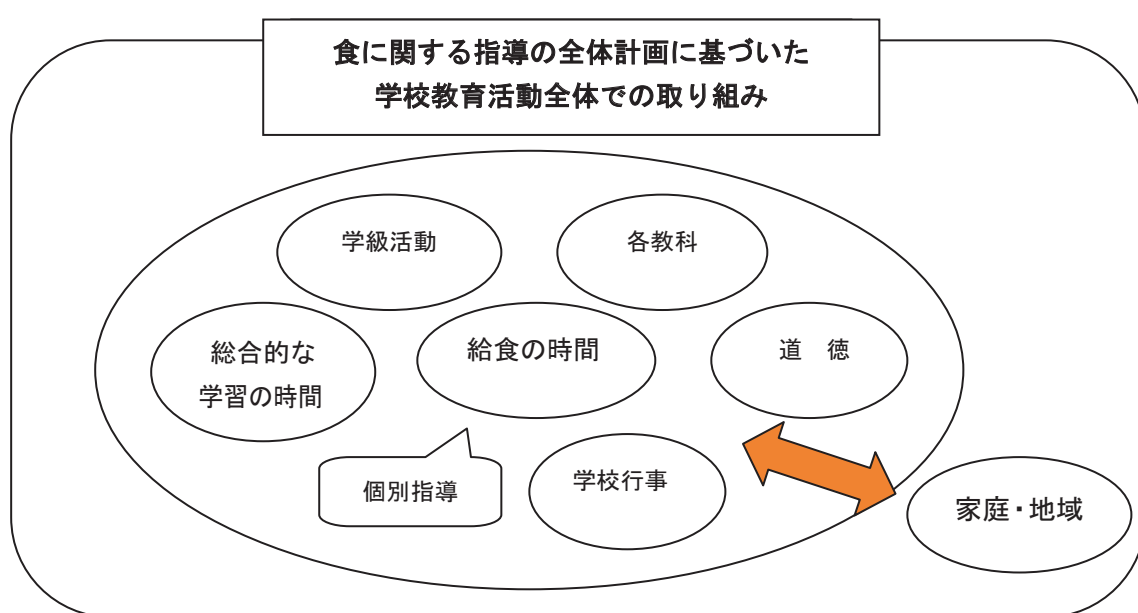 食に関する指導の全体計画に基づいた
学校教育活動全体での取り組み
学級活動
各教科
総合的な
学習の時間
給食の時間
道　徳
個別指導
学校行事
家庭・地域